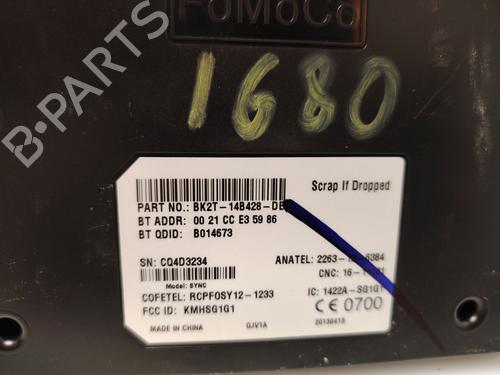 FoMoCo
1680
B-PARTS
Scrap If Dropped
PART NO.: BK2T-14B428-DE
BT ADDR: 00 21 CC E3 59 86
BT QDID: B014673
SN: CQ4D3234
ANATEL: 2263-
6384
Model: SYNC
CNC: 16-
COFETEL: RCPFOSY12-1233
IC: 1422A-SG1G1
FCC ID: KMHSG1G1
CE 0700
MADE IN CHINA
GJV1A
20130413